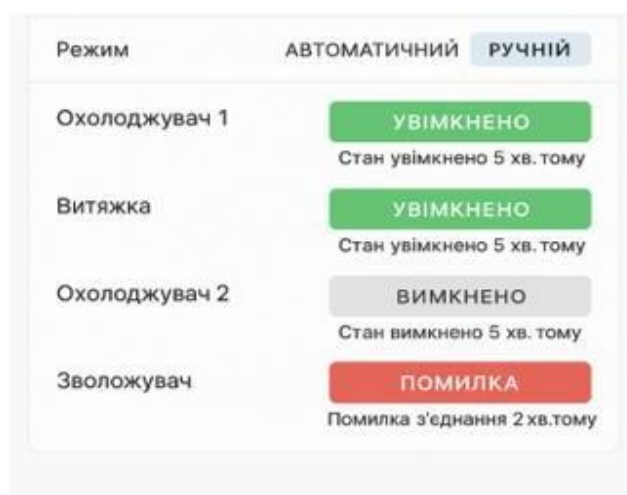 Режим АВТОМАТИЧНИЙ РУЧНІЙ
Охолоджувач 1 УВІМКНЕНО
Стан увімкнено 5 хв. тому
Витяжка УВІМКНЕНО
Стан увімкнено 5 хв. тому
Охолоджувач 2 ВИМКНЕНО
Стан вимкнено 5 хв. тому
Зволожувач ПОМИЛКА
Помилка з'єднання 2 хв.тому